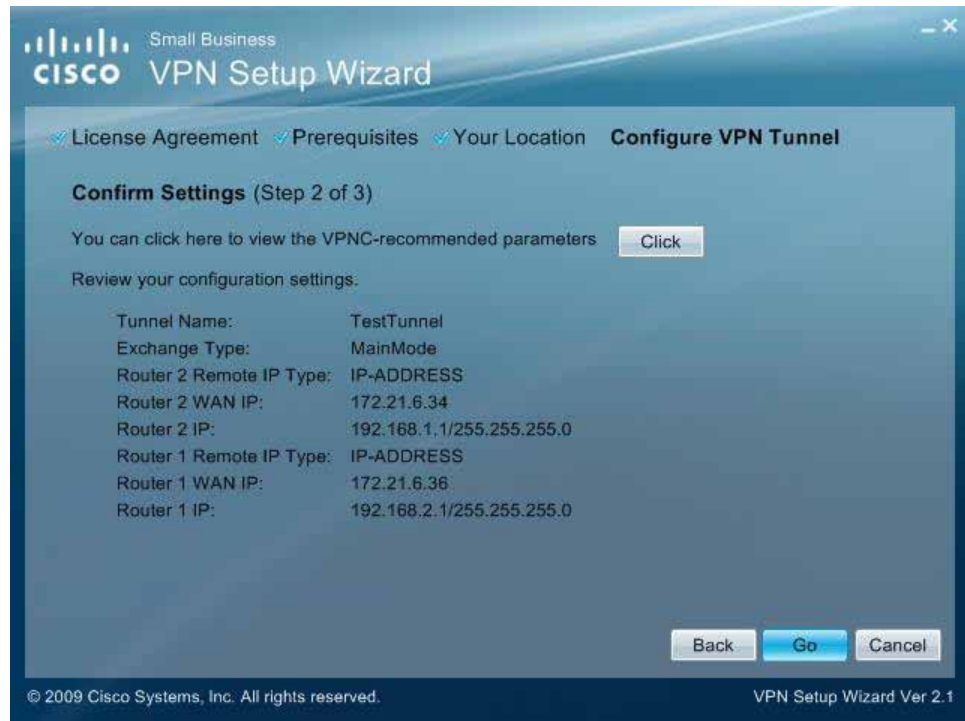 Small Business
CISCO VPN Setup Wizard
License Agreement Prerequisites Your Location Configure VPN Tunnel
Confirm Settings (Step 2 of 3)
You can click here to view the VPNC-recommended parameters Click
Review your configuration settings.
Tunnel Name: TestTunnel
Exchange Type: MainMode
Router 2 Remote IP Type: IP-ADDRESS
Router 2 WAN IP: 172.21.6.34
Router 2 IP: 192.168.1.1/255.255.255.0
Router 1 Remote IP Type: IP-ADDRESS
Router 1 WAN IP: 172.21.6.36
Router 1 IP: 192.168.2.1/255.255.255.0
Back Go Cancel
© 2009 Cisco Systems, Inc. All rights reserved. VPN Setup Wizard Ver 2.1